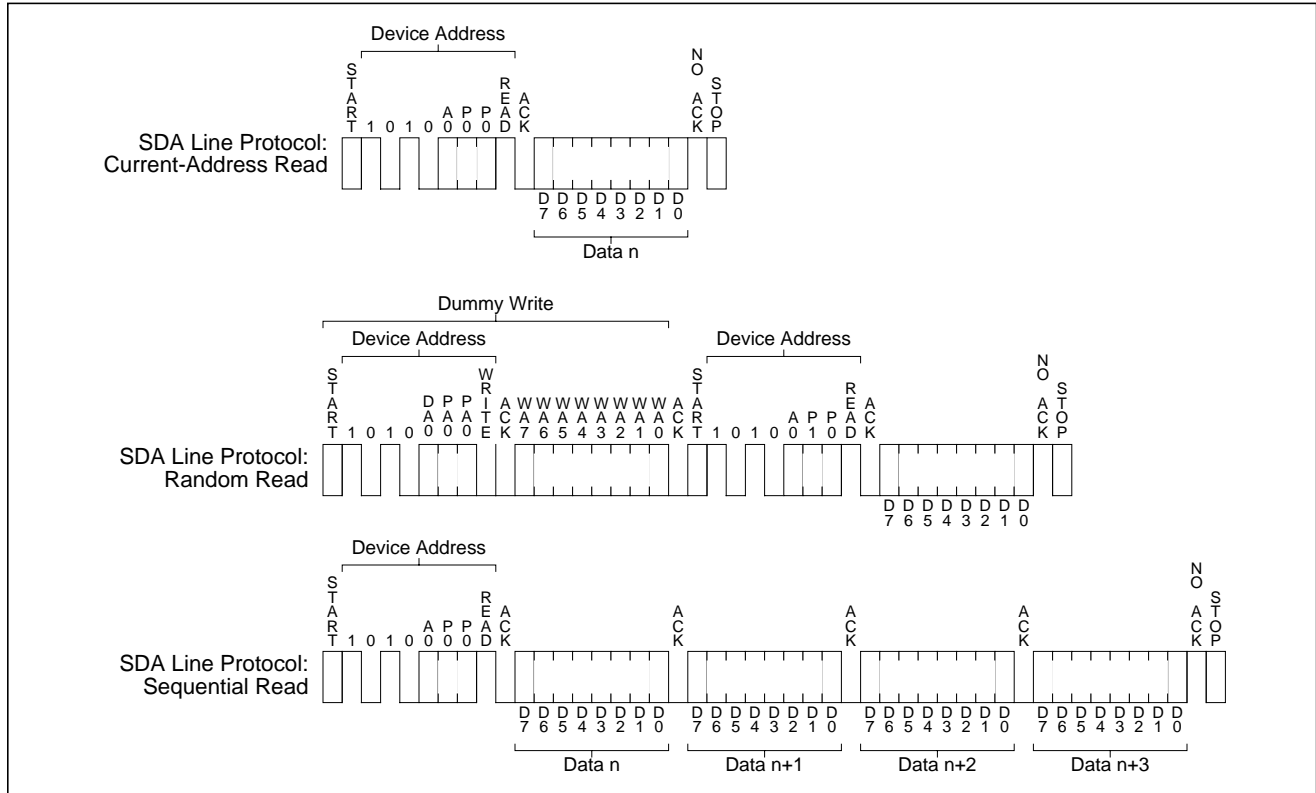 Device Address
START 1 0 1 0 A0 P0 P0 READ ACK NO ACK STOP
SDA Line Protocol:
Current-Address Read
D7 D6 D5 D4 D3 D2 D1 D0
Data n
Dummy Write
Device Address Device Address
START 1 0 1 0 DA0 PA0 PA0 WRITE ACK WA7 WA6 WA5 WA4 WA3 WA2 WA1 WA0 ACK START 1 0 1 0 A0 P1 P0 READ ACK NO ACK STOP
SDA Line Protocol:
Random Read
D7 D6 D5 D4 D3 D2 D1 D0
Device Address
START 1 0 1 0 A0 P0 P0 READ ACK ACK ACK ACK NO ACK STOP
SDA Line Protocol:
Sequential Read
D7 D6 D5 D4 D3 D2 D1 D0 D7 D6 D5 D4 D3 D2 D1 D0 D7 D6 D5 D4 D3 D2 D1 D0 D7 D6 D5 D4 D3 D2 D1 D0
Data n Data n+1 Data n+2 Data n+3